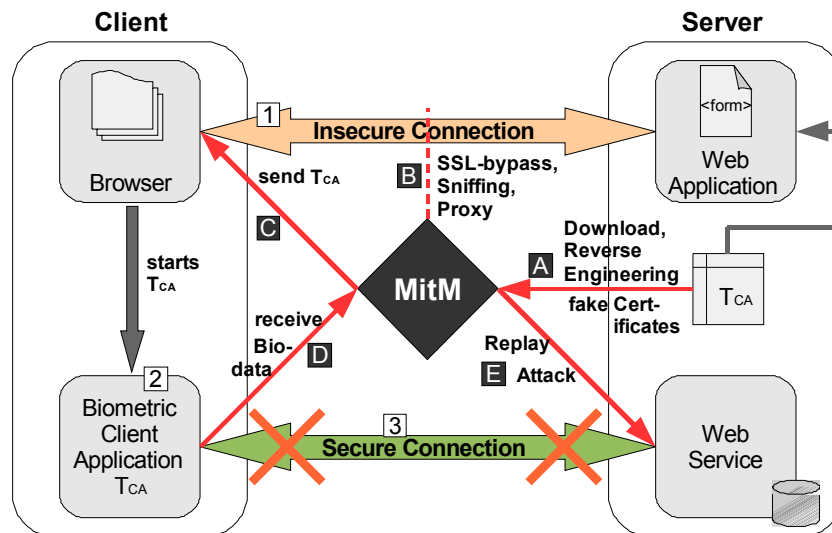 Client
Server
1
Insecure Connection
<form>
Browser
Web
Application
send TCA
B
SSL-bypass,
Sniffing,
Proxy
C
A
Download,
Reverse
Engineering
starts
TCA
MitM
TCA
fake Cert-
ificates
receive
Bio-
data
D
Replay
E
Attack
2
Biometric
Client
Application
TCA
3
Secure Connection
Web
Service